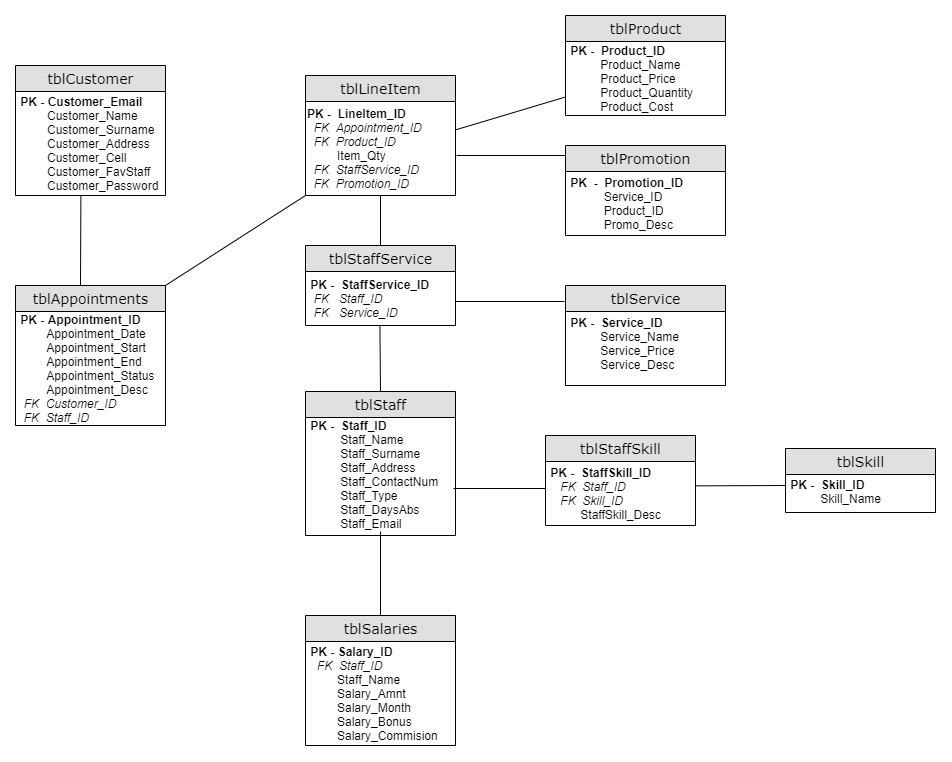 tblCustomer
PK - Customer_Email
Customer_Name
Customer_Surname
Customer_Address
Customer_Cell
Customer_FavStaff
Customer_Password
tblAppointments
PK - Appointment_ID
Appointment_Date
Appointment_Start
Appointment_End
Appointment_Status
Appointment_Desc
FK Customer_ID
FK Staff_ID
tblLineItem
PK - LineItem_ID
FK Appointment_ID
FK Product_ID
Item_Qty
FK StaffService_ID
FK Promotion_ID
tblStaffService
PK - StaffService_ID
FK Staff_ID
FK Service_ID
tblStaff
PK - Staff_ID
Staff_Name
Staff_Surname
Staff_Address
Staff_ContactNum
Staff_Type
Staff_DaysAbs
Staff_Email
tblSalaries
PK - Salary_ID
FK Staff_ID
Staff_Name
Salary_Amnt
Salary_Month
Salary_Bonus
Salary_Commision
tblProduct
PK - Product_ID
Product_Name
Product_Price
Product_Quantity
Product_Cost
tblPromotion
PK - Promotion_ID
Service_ID
Product_ID
Promo_Desc
tblService
PK - Service_ID
Service_Name
Service_Price
Service_Desc
tblStaffSkill
PK - StaffSkill_ID
FK Staff_ID
FK Skill_ID
StaffSkill_Desc
tblSkill
PK - Skill_ID
Skill_Name